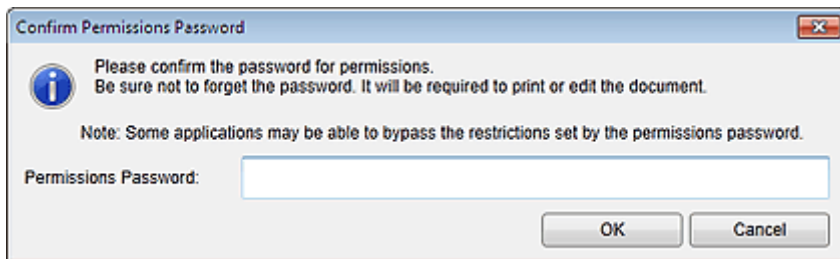 Confirm Permissions Password
Please confirm the password for permissions.
Be sure not to forget the password. It will be required to print or edit the document.
Note: Some applications may be able to bypass the restrictions set by the permissions password.
Permissions Password:
OK Cancel